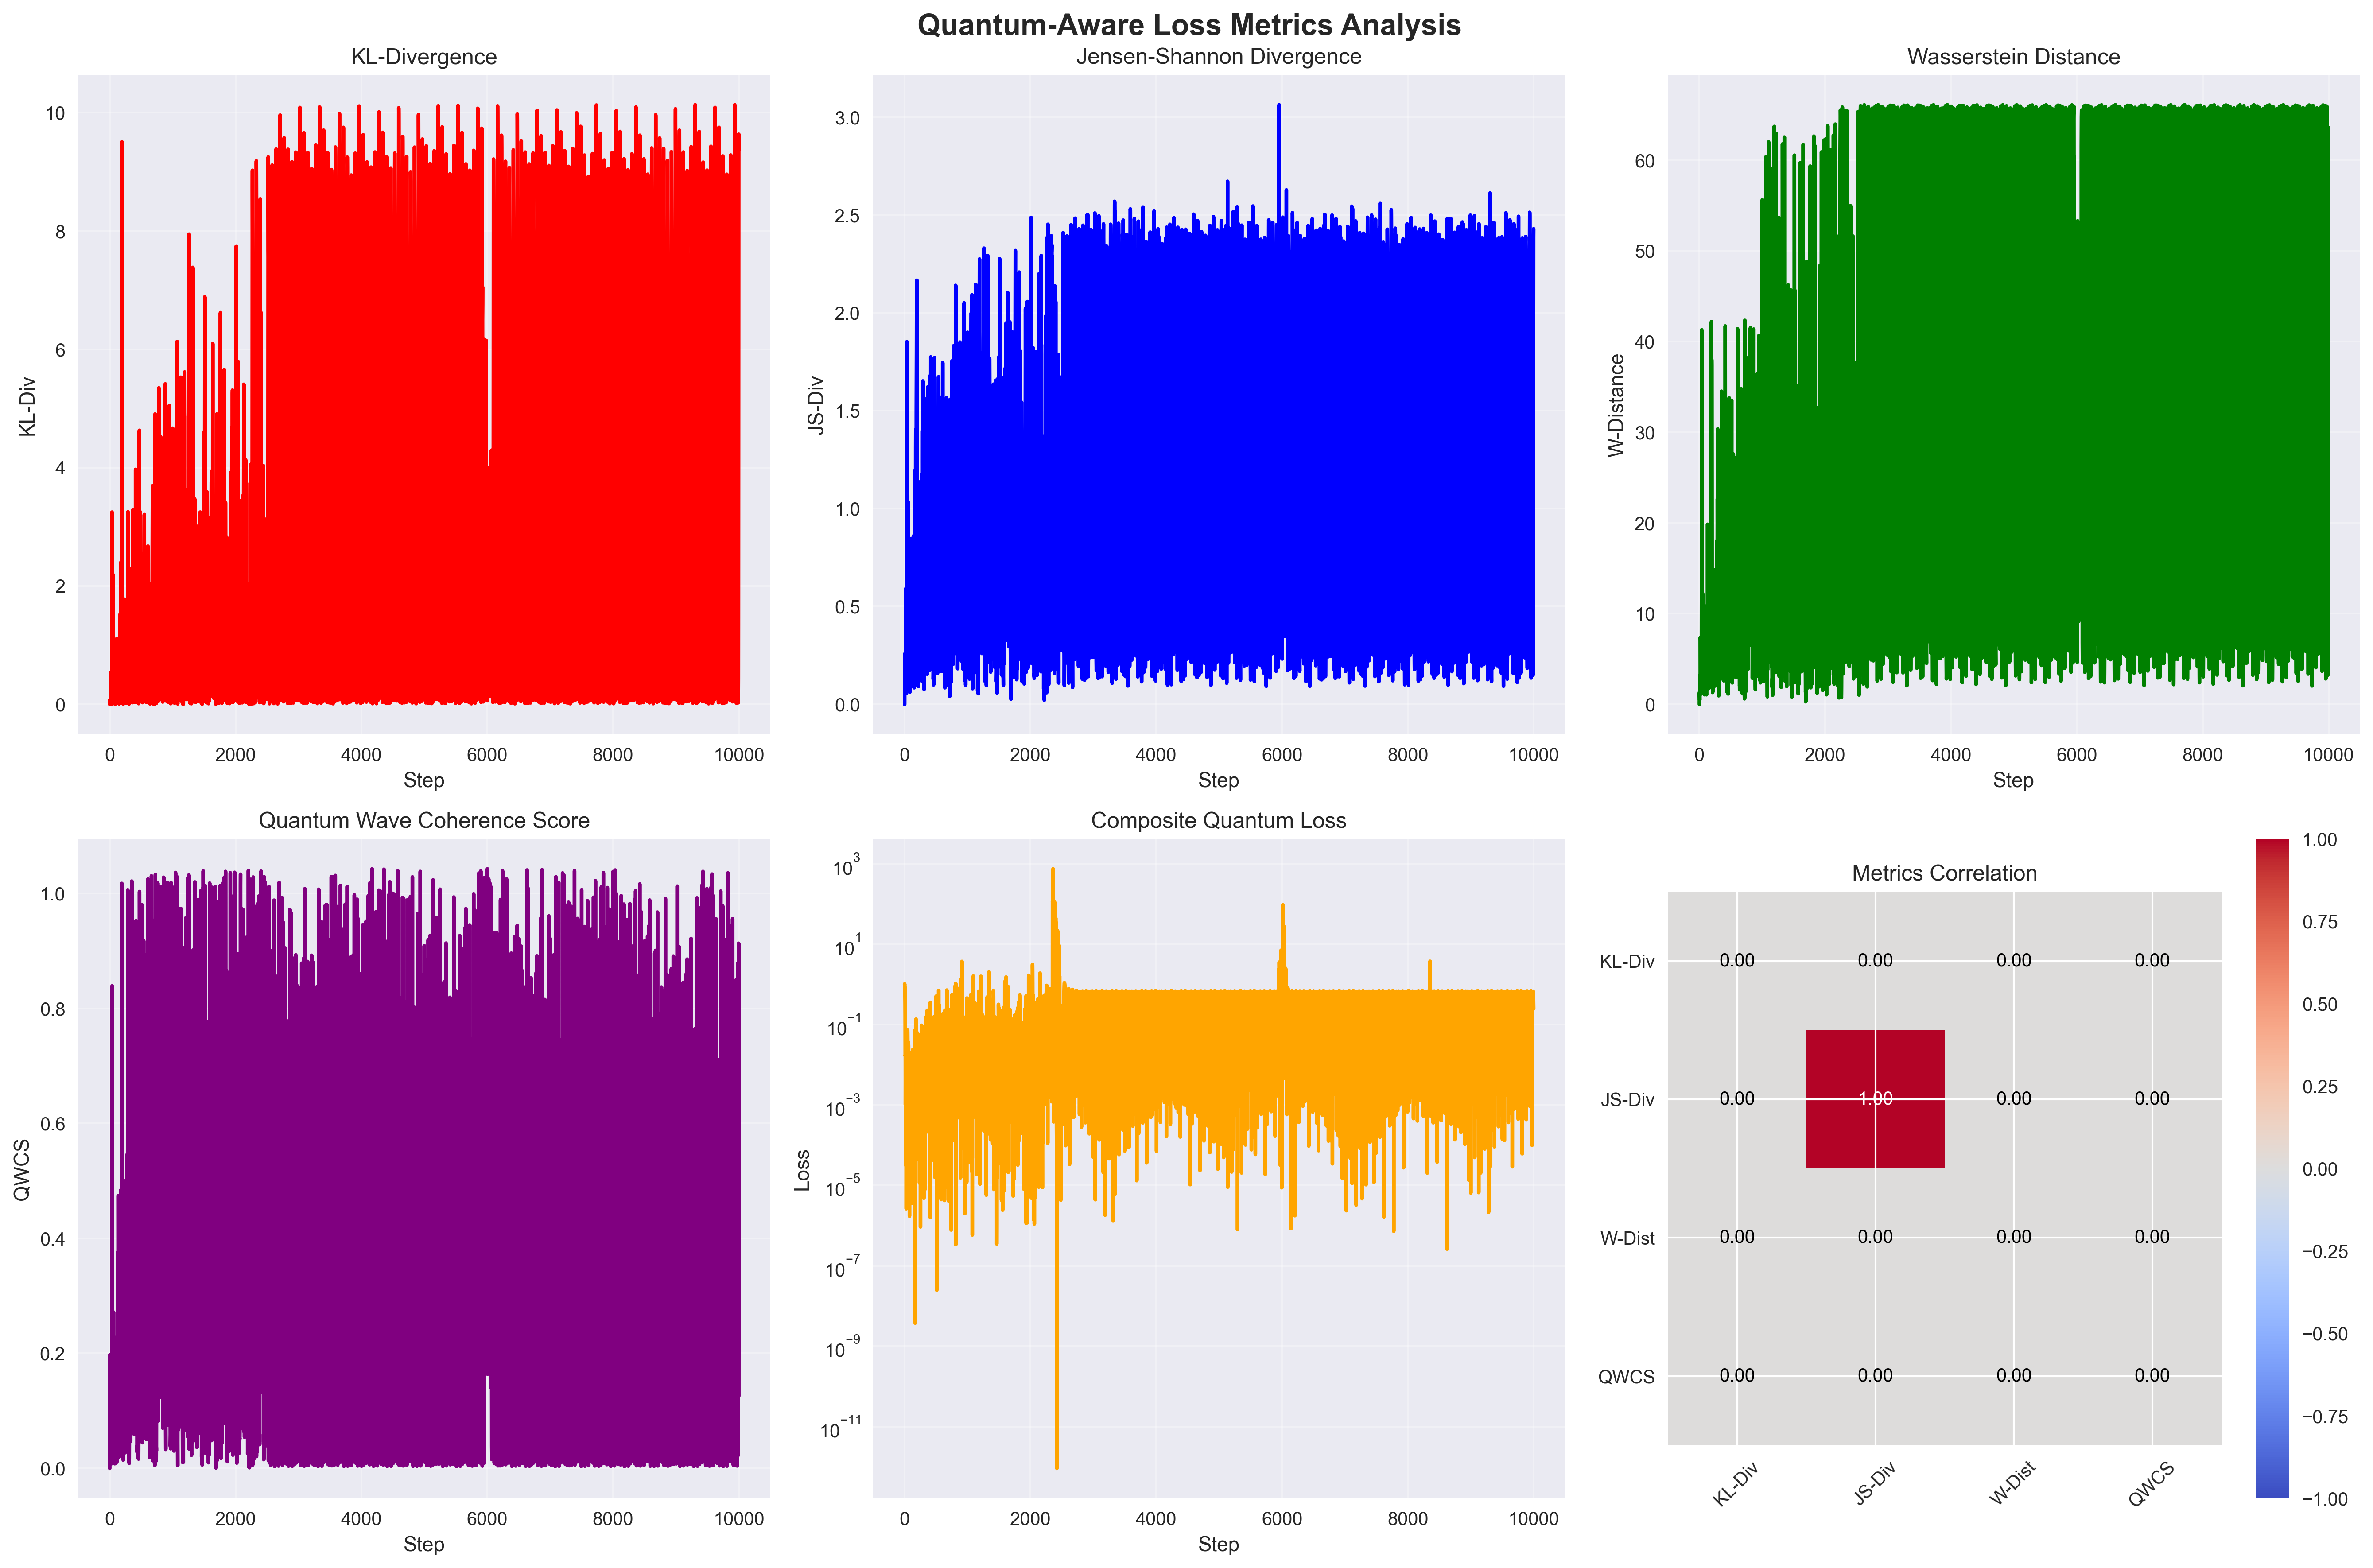 Quantum-Aware Loss Metrics Analysis
KL-Divergence
10
8
6
4
2
0
KL-Div
0 2000 4000 6000 8000 10000
Step
Jensen-Shannon Divergence
3.0
2.5
2.0
1.5
1.0
0.5
0.0
JS-Div
0 2000 4000 6000 8000 10000
Step
Wasserstein Distance
60
50
40
30
20
10
0
W-Distance
0 2000 4000 6000 8000 10000
Step
Quantum Wave Coherence Score
1.0
0.8
0.6
0.4
0.2
0.0
QWCS
0 2000 4000 6000 8000 10000
Step
Composite Quantum Loss
10³
10¹
10⁻¹
10⁻³
10⁻⁵
10⁻⁷
10⁻⁹
10⁻¹¹
Loss
0 2000 4000 6000 8000 10000
Step
Metrics Correlation
KL-Div 0.00 0.00 0.00 0.00
JS-Div 0.00 1.00 0.00 0.00
W-Dist 0.00 0.00 0.00 0.00
QWCS 0.00 0.00 0.00 0.00
KL-Div JS-Div W-Dist QWCS
1.00
0.75
0.50
0.25
0.00
−0.25
−0.50
−0.75
−1.00